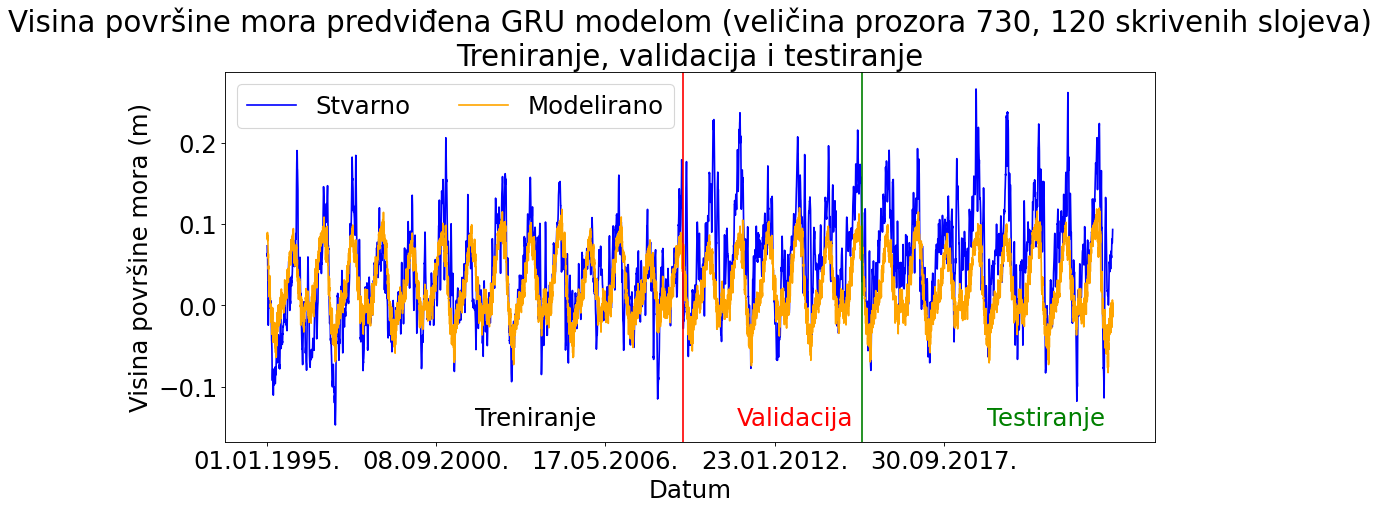 Visina površine mora predviđena GRU modelom (veličina prozora 730, 120 skrivenih slojeva)
Treniranje, validacija i testiranje
Stvarno
Modelirano
Visina površine mora (m)
0.2
0.1
0.0
−0.1
Treniranje
Validacija
Testiranje
01.01.1995.
08.09.2000.
17.05.2006.
23.01.2012.
30.09.2017.
Datum